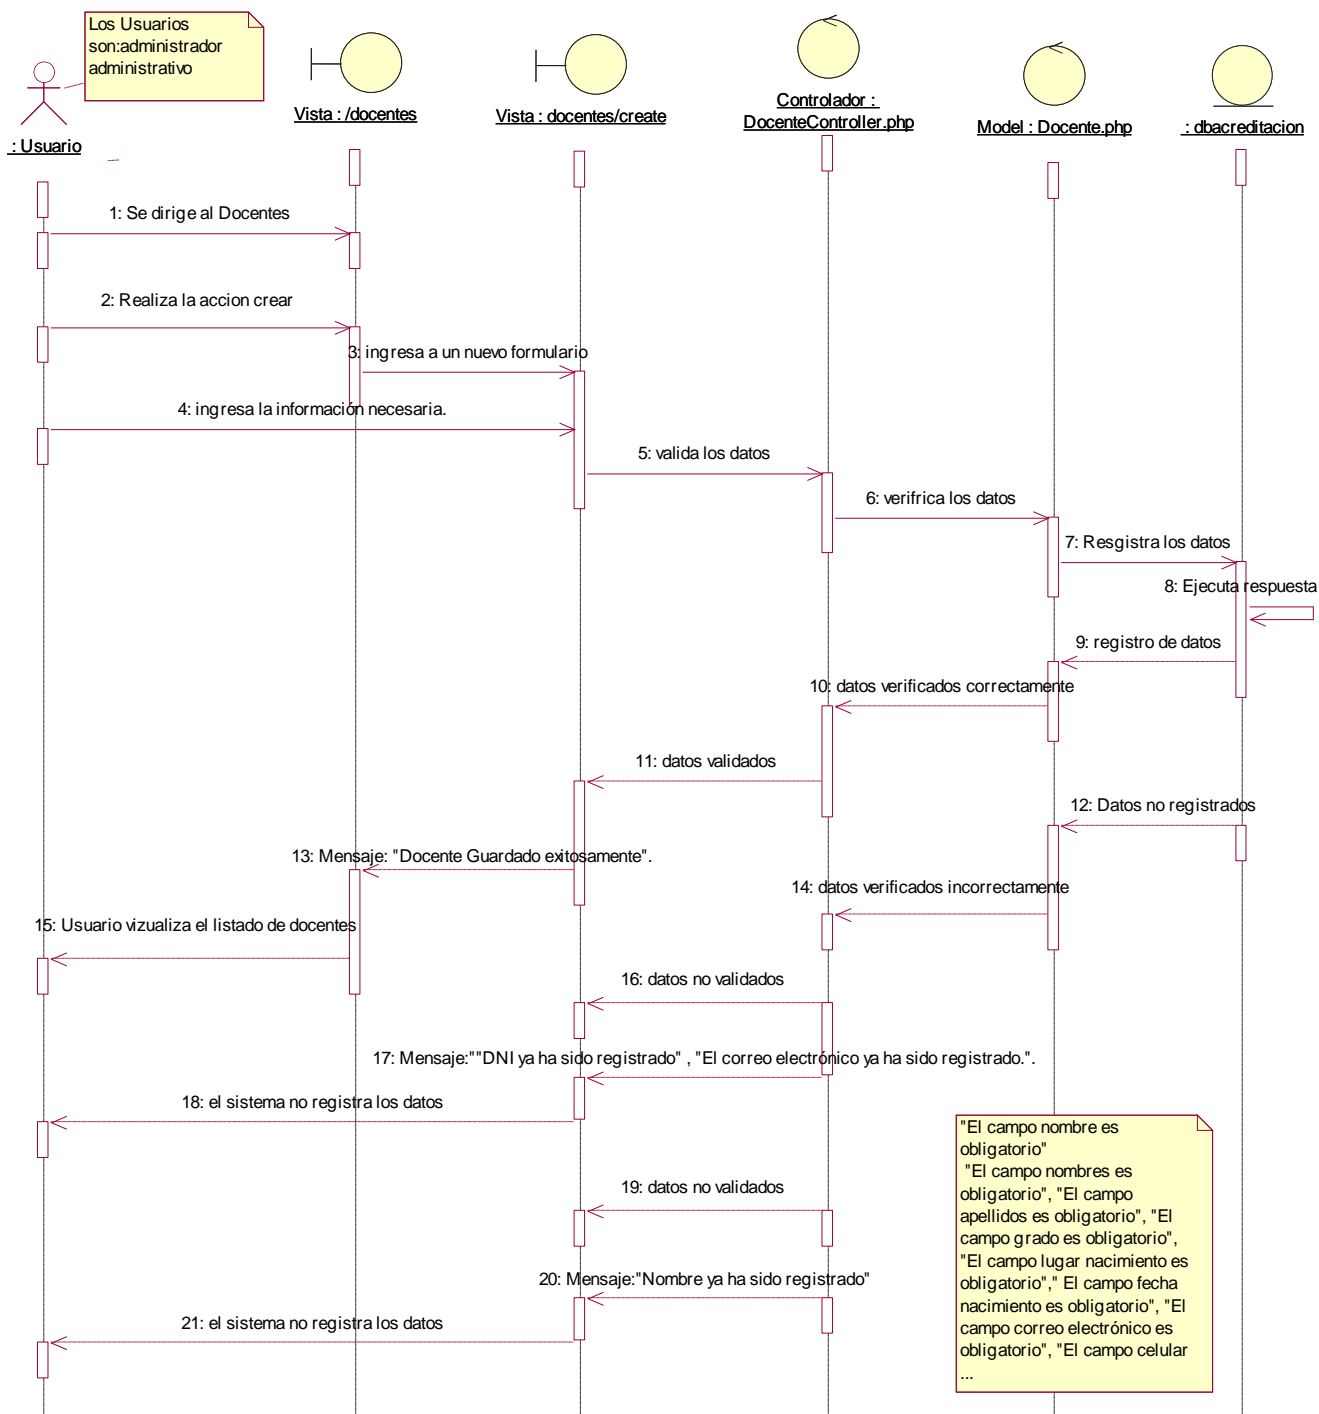 Los Usuarios
son:administrador
administrativo
: Usuario
Vista : /docentes
Vista : docentes/create
Controlador :
DocenteController.php
Model : Docente.php
: dbacreditacion
1: Se dirige al Docentes
2: Realiza la accion crear
3: ingresa a un nuevo formulario
4: ingresa la información necesaria.
5: valida los datos
6: verifrica los datos
7: Resgistra los datos
8: Ejecuta respuesta
9: registro de datos
10: datos verificados correctamente
11: datos validados
12: Datos no registrados
13: Mensaje: "Docente Guardado exitosamente".
14: datos verificados incorrectamente
15: Usuario vizualiza el listado de docentes
16: datos no validados
17: Mensaje:""DNI ya ha sido registrado" , "El correo electrónico ya ha sido registrado.".
18: el sistema no registra los datos
19: datos no validados
20: Mensaje:"Nombre ya ha sido registrado"
21: el sistema no registra los datos
"El campo nombre es
obligatorio"
"El campo nombres es
obligatorio", "El campo
apellidos es obligatorio", "El
campo grado es obligatorio",
"El campo lugar nacimiento es
obligatorio"," El campo fecha
nacimiento es obligatorio", "El
campo correo electrónico es
obligatorio", "El campo celular
...